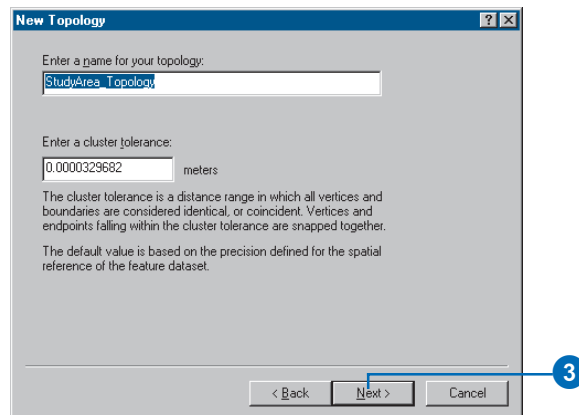 New Topology
Enter a name for your topology:
StudyArea_Topology
Enter a cluster tolerance:
0.0000329682 meters
The cluster tolerance is a distance range in which all vertices and
boundaries are considered identical, or coincident. Vertices and
endpoints falling within the cluster tolerance are snapped together.
The default value is based on the precision defined for the spatial
reference of the feature dataset.
< Back Next > Cancel
3